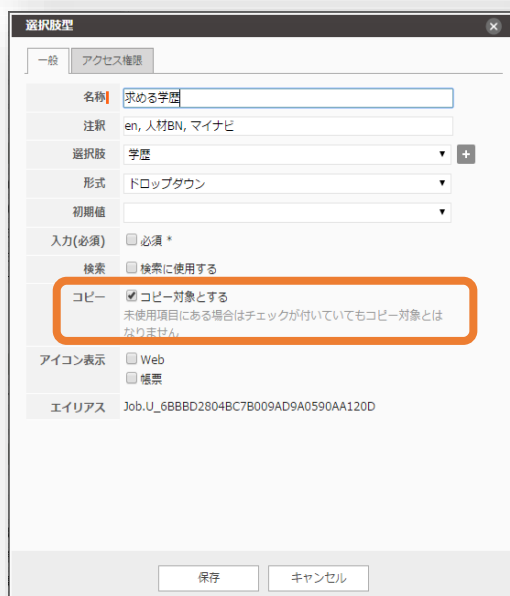 選択肢型
一般 アクセス権限
名称 求める学歴
注釈 en, 人材BN, マイナビ
選択肢 学歴
形式 ドロップダウン
初期値
入力(必須) 必須 *
検索 検索に使用する
コピー コピー対象とする
未使用項目にある場合はチェックが付いていてもコピー対象とは
なりません
アイコン表示 Web
帳票
エイリアス Job.U_6BBBD2804BC7B009AD9A0590AA120D
保存 キャンセル